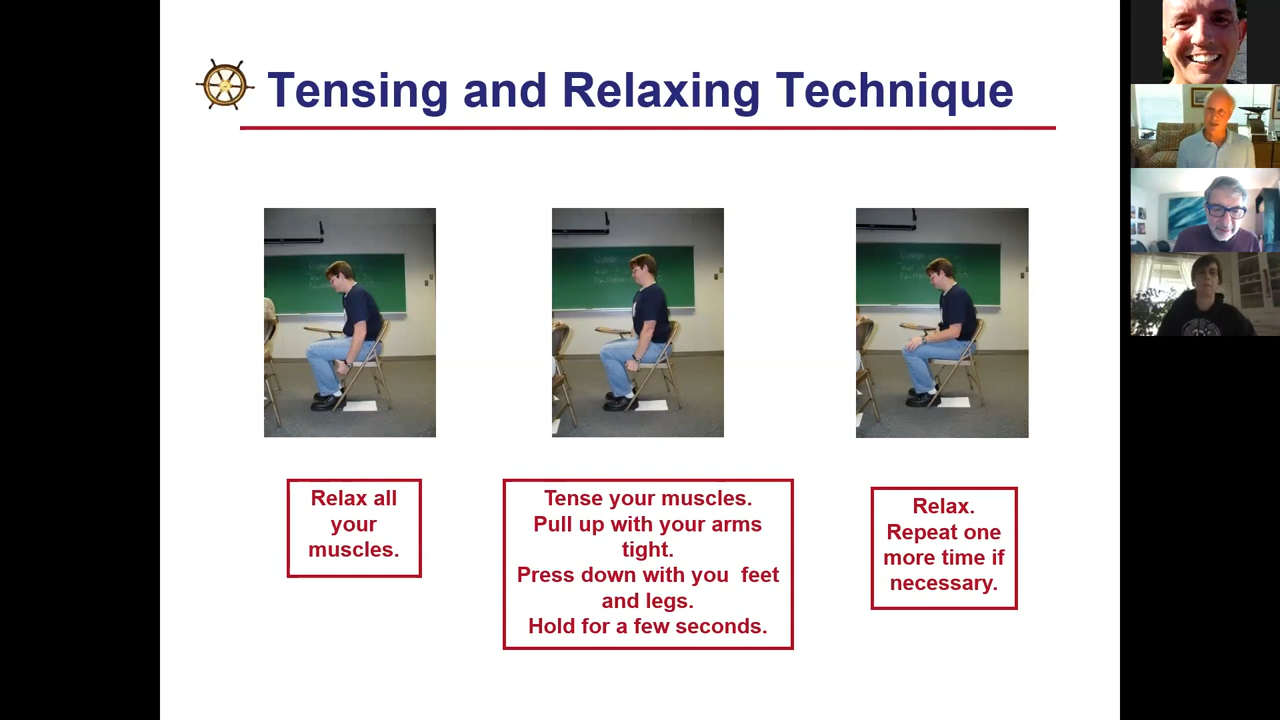 Tensing and Relaxing Technique
Relax all
your
muscles.
Tense your muscles.
Pull up with your arms
tight.
Press down with you feet
and legs.
Hold for a few seconds.
Relax.
Repeat one
more time if
necessary.